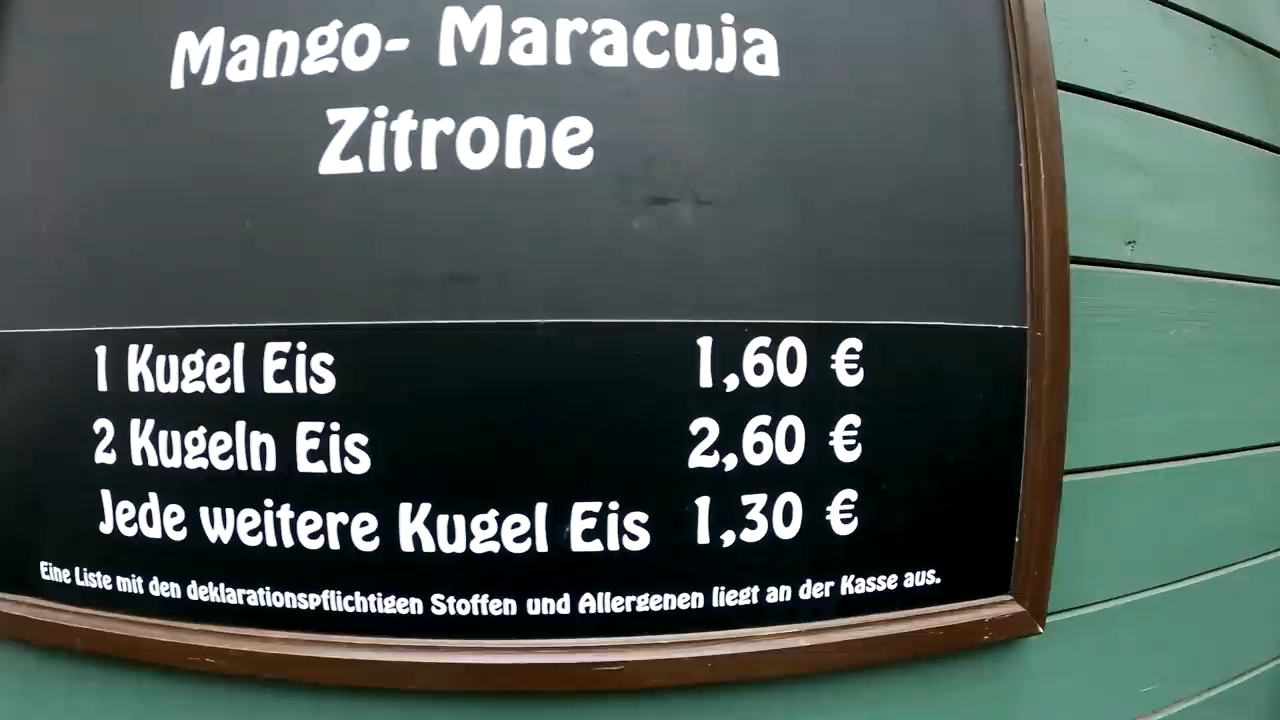 Mango- Maracuja
Zitrone
1 Kugel Eis 1,60 €
2 Kugeln Eis 2,60 €
Jede weitere Kugel Eis 1,30 €
Eine Liste mit den deklarationspflichtigen Stoffen und Allergenen liegt an der Kasse aus.